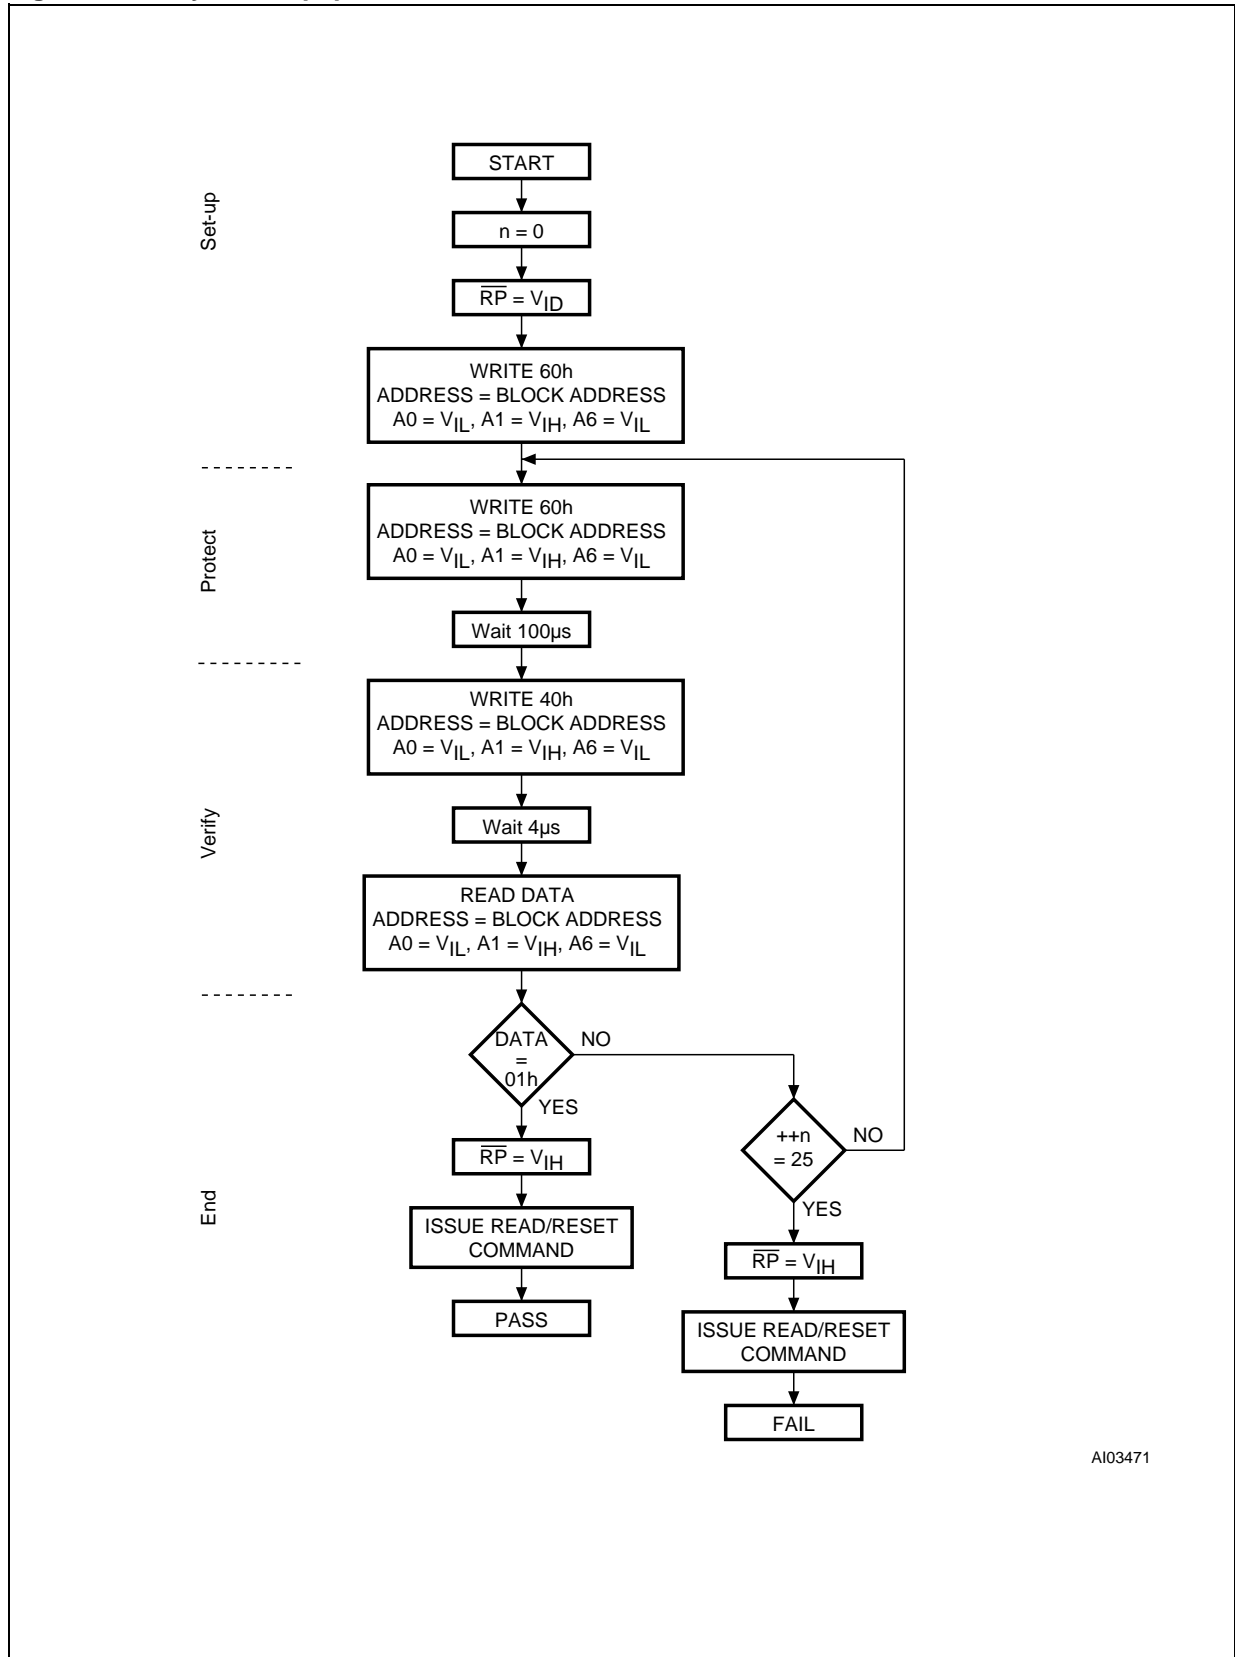 Set-up
START
n = 0
RP = VID
WRITE 60h
ADDRESS = BLOCK ADDRESS
A0 = VIL, A1 = VIH, A6 = VIL
Protect
WRITE 60h
ADDRESS = BLOCK ADDRESS
A0 = VIL, A1 = VIH, A6 = VIL
Wait 100µs
Verify
WRITE 40h
ADDRESS = BLOCK ADDRESS
A0 = VIL, A1 = VIH, A6 = VIL
Wait 4µs
READ DATA
ADDRESS = BLOCK ADDRESS
A0 = VIL, A1 = VIH, A6 = VIL
End
DATA
=
01h
NO
YES
RP = VIH
ISSUE READ/RESET
COMMAND
PASS
++n
= 25
NO
YES
RP = VIH
ISSUE READ/RESET
COMMAND
FAIL
AI03471